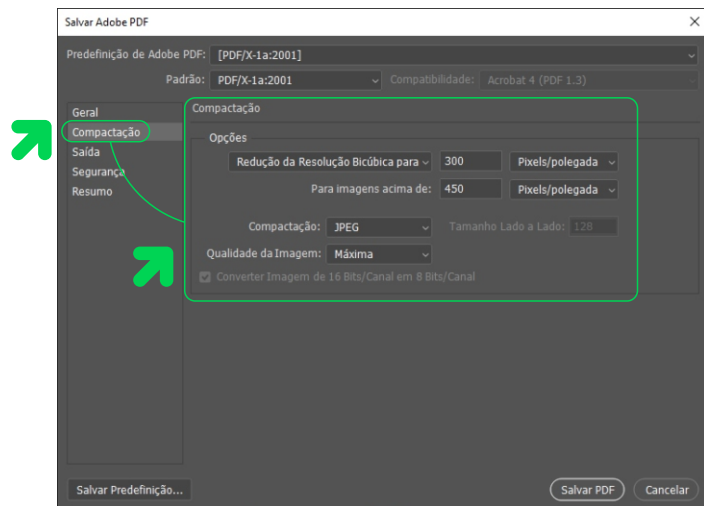 Salvar Adobe PDF
Predefinição de Adobe PDF: [PDF/X-1a:2001]
Padrão: PDF/X-1a:2001 Compatibilidade: Acrobat 4 (PDF 1.3)
Geral
Compactação
Saída
Segurança
Resumo
Compactação
Opções
Redução da Resolução Bicúbica para 300 Pixels/polegada
Para imagens acima de: 450 Pixels/polegada
Compactação: JPEG Tamanho Lado a Lado: 128
Qualidade da Imagem: Máxima
Converter Imagem de 16 Bits/Canal em 8 Bits/Canal
Salvar Predefinição... Salvar PDF Cancelar